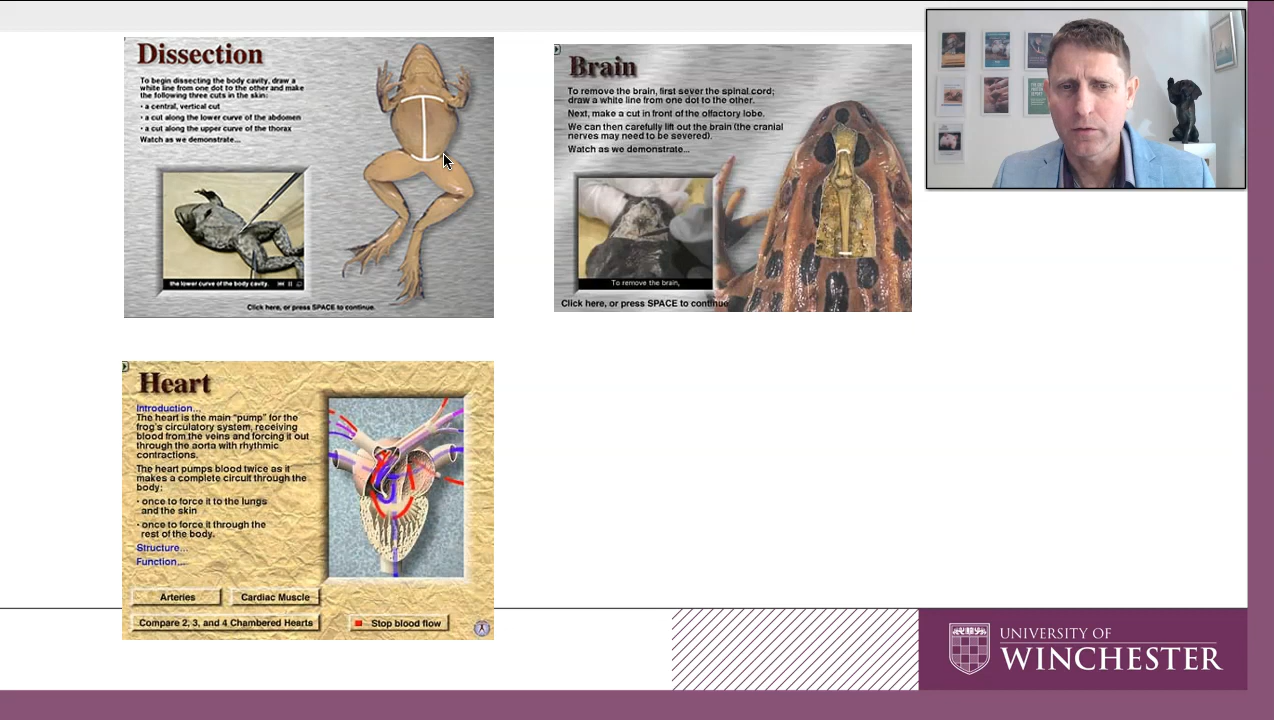 Dissection
To begin dissecting the body cavity, draw a
white line from one dot to the other and make
the following three cuts in the skin:
· a central, vertical cut
· a cut along the lower curve of the abdomen
· a cut along the upper curve of the thorax
Watch as we demonstrate...
the lower curve of the body cavity.
Click here, or press SPACE to continue.
Brain
To remove the brain, first sever the spinal cord;
draw a white line from one dot to the other.
Next, make a cut in front of the olfactory lobe.
We can then carefully lift out the brain (the cranial
nerves may need to be severed).
Watch as we demonstrate...
To remove the brain,
Click here, or press SPACE to continue
Heart
Introduction...
The heart is the main "pump" for the
frog's circulatory system, receiving
blood from the veins and forcing it out
through the aorta with rhythmic
contractions.
The heart pumps blood twice as it
makes a complete circuit through the
body:
· once to force it to the lungs
and the skin
· once to force it through the
rest of the body.
Structure...
Function...
Arteries
Cardiac Muscle
Compare 2, 3, and 4 Chambered Hearts
Stop blood flow
UNIVERSITY OF
WINCHESTER